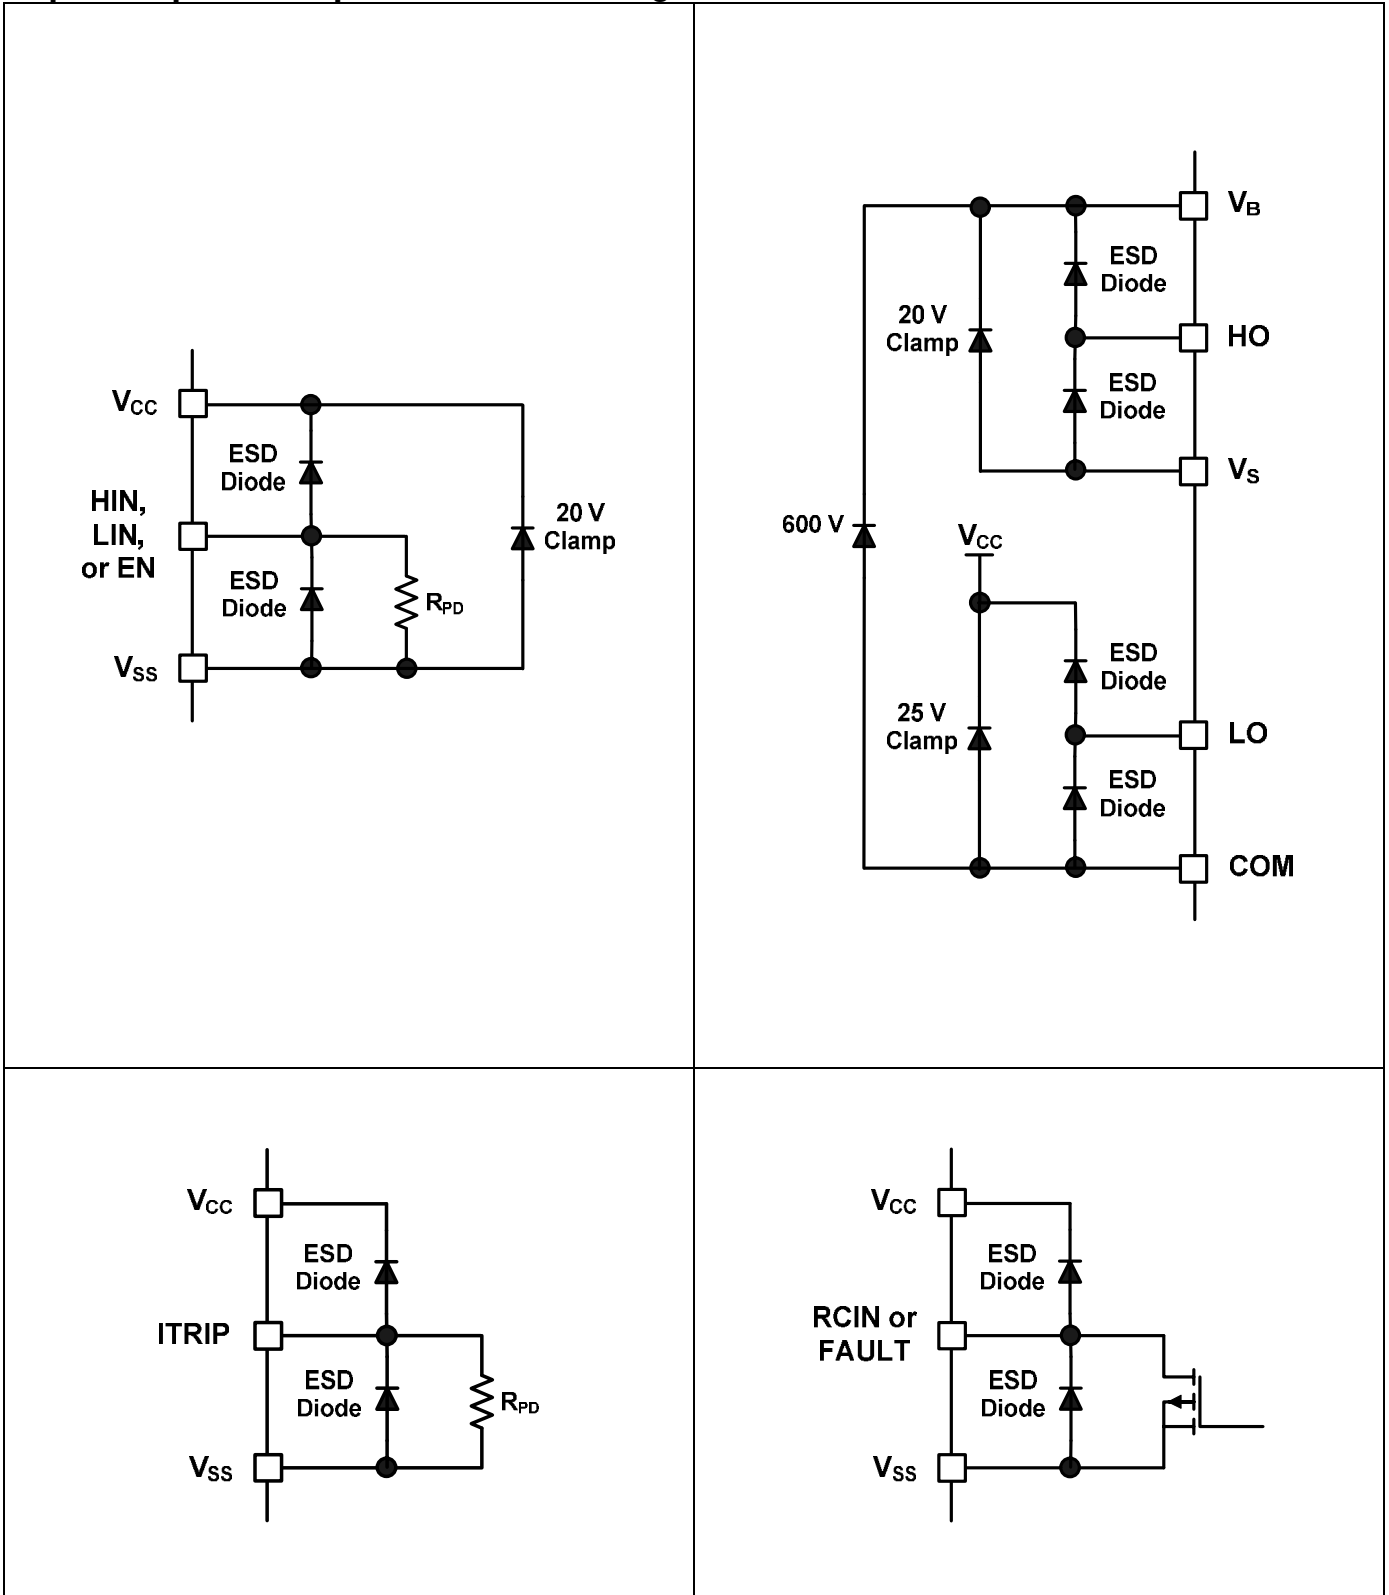 VCC
ESD
Diode
HIN,
LIN,
or EN
ESD
Diode
RPD
20 V
Clamp
VSS
VB
ESD
Diode
20 V
Clamp
HO
ESD
Diode
VS
600 V
VCC
ESD
Diode
25 V
Clamp
LO
ESD
Diode
COM
VCC
ESD
Diode
ITRIP
ESD
Diode
RPD
VSS
VCC
ESD
Diode
RCIN or
FAULT
ESD
Diode
VSS